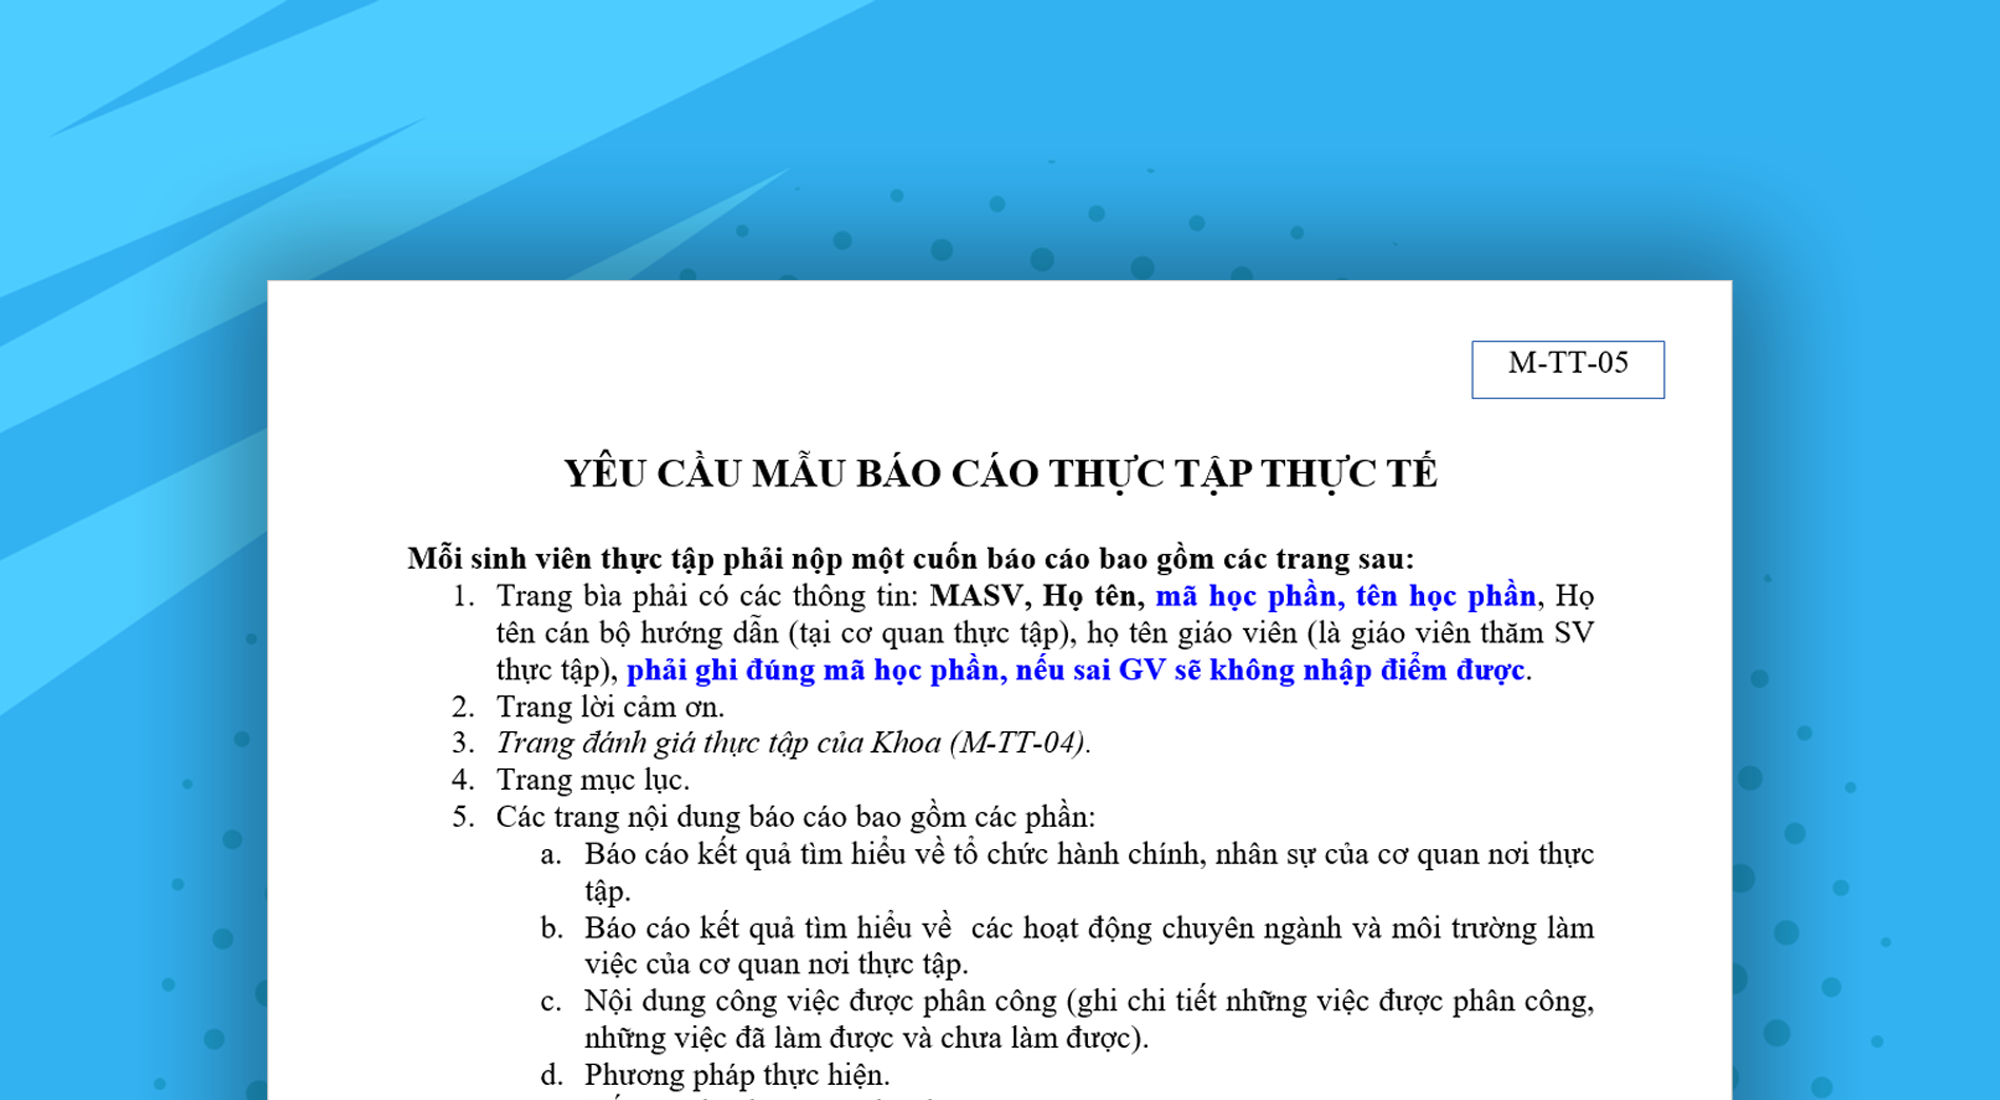 M-TT-05
YÊU CẦU MẪU BÁO CÁO THỰC TẬP THỰC TẾ
Mỗi sinh viên thực tập phải nộp một cuốn báo cáo bao gồm các trang sau:
1. Trang bìa phải có các thông tin: MASV, Họ tên, mã học phần, tên học phần, Họ
tên cán bộ hướng dẫn (tại cơ quan thực tập), họ tên giáo viên (là giáo viên thăm SV
thực tập), phải ghi đúng mã học phần, nếu sai GV sẽ không nhập điểm được.
2. Trang lời cảm ơn.
3. Trang đánh giá thực tập của Khoa (M-TT-04).
4. Trang mục lục.
5. Các trang nội dung báo cáo bao gồm các phần:
a. Báo cáo kết quả tìm hiểu về tổ chức hành chính, nhân sự của cơ quan nơi thực
tập.
b. Báo cáo kết quả tìm hiểu về các hoạt động chuyên ngành và môi trường làm
việc của cơ quan nơi thực tập.
c. Nội dung công việc được phân công (ghi chi tiết những việc được phân công,
những việc đã làm được và chưa làm được).
d. Phương pháp thực hiện.